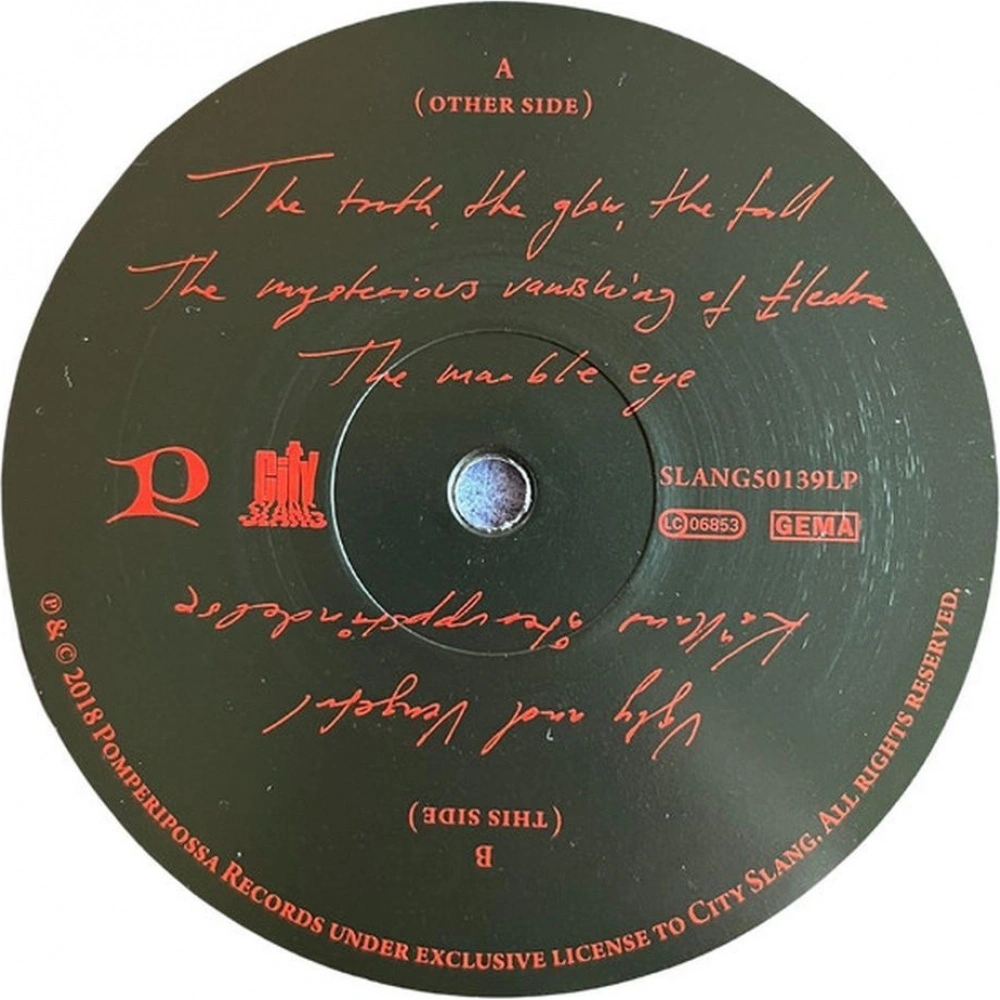 A
(OTHER SIDE)
The truth, the glow, the fall
The mysterious vanishing of Electra
The marble eye
P
City
SLANG
SLANG50139LP
LC 06853
GEMA
Källans återuppståndelse
Ugly and Vengeful
(THIS SIDE)
B
℗ & © 2018 POMPERIPOSSA RECORDS UNDER EXCLUSIVE LICENSE TO CITY SLANG. ALL RIGHTS RESERVED.